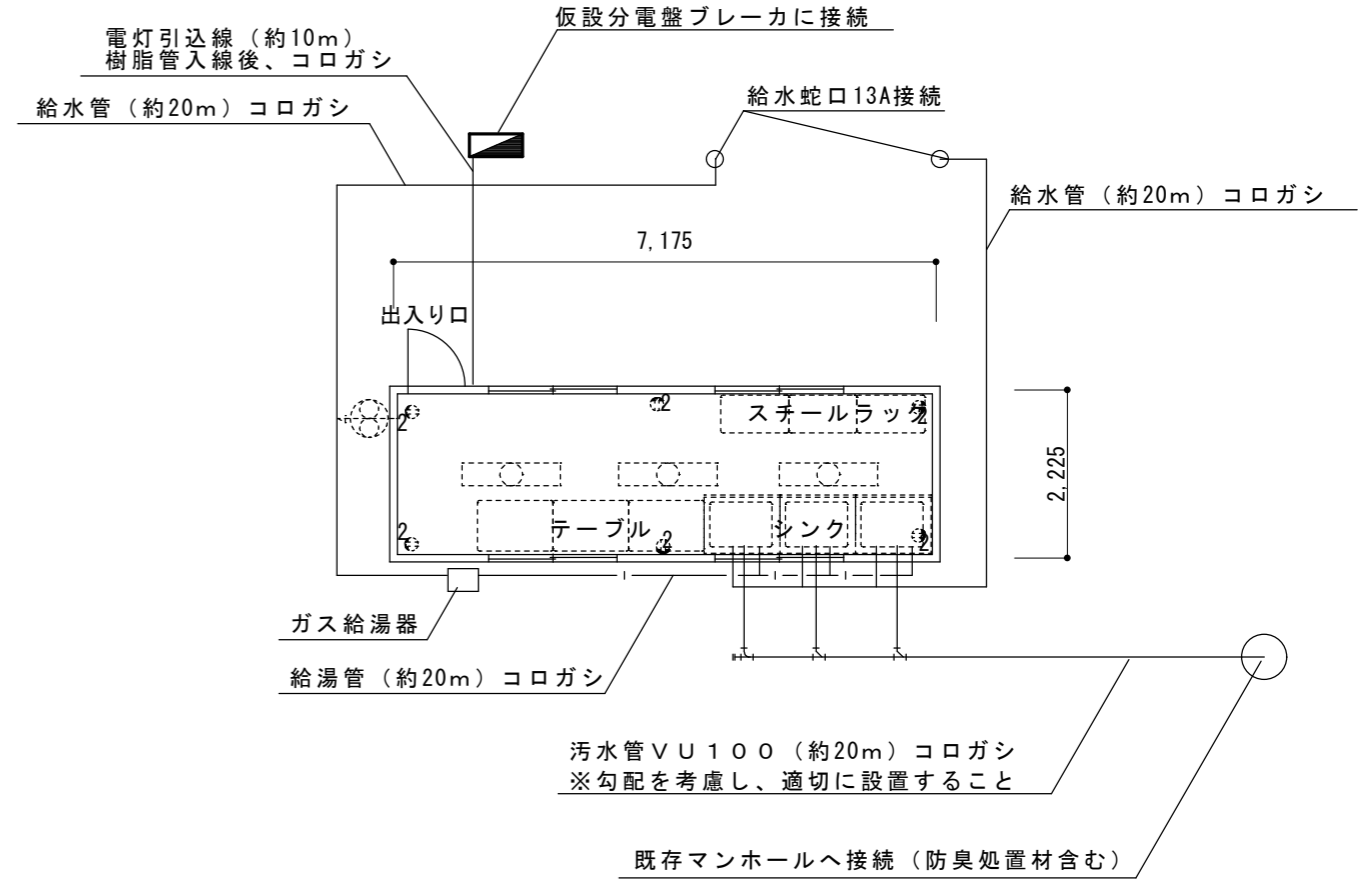 仮設分電盤ブレーカに接続
電灯引込線（約10m）
樹脂管入線後、コロガシ
給水管（約20m）コロガシ
給水蛇口13A接続
給水管（約20m）コロガシ
7,175
出入り口
2
2
スチールラック
2
2,225
2
テーブル
2
シンク
2
ガス給湯器
給湯管（約20m）コロガシ
汚水管ＶＵ１００（約20m）コロガシ
※勾配を考慮し、適切に設置すること
既存マンホールへ接続（防臭処置材含む）